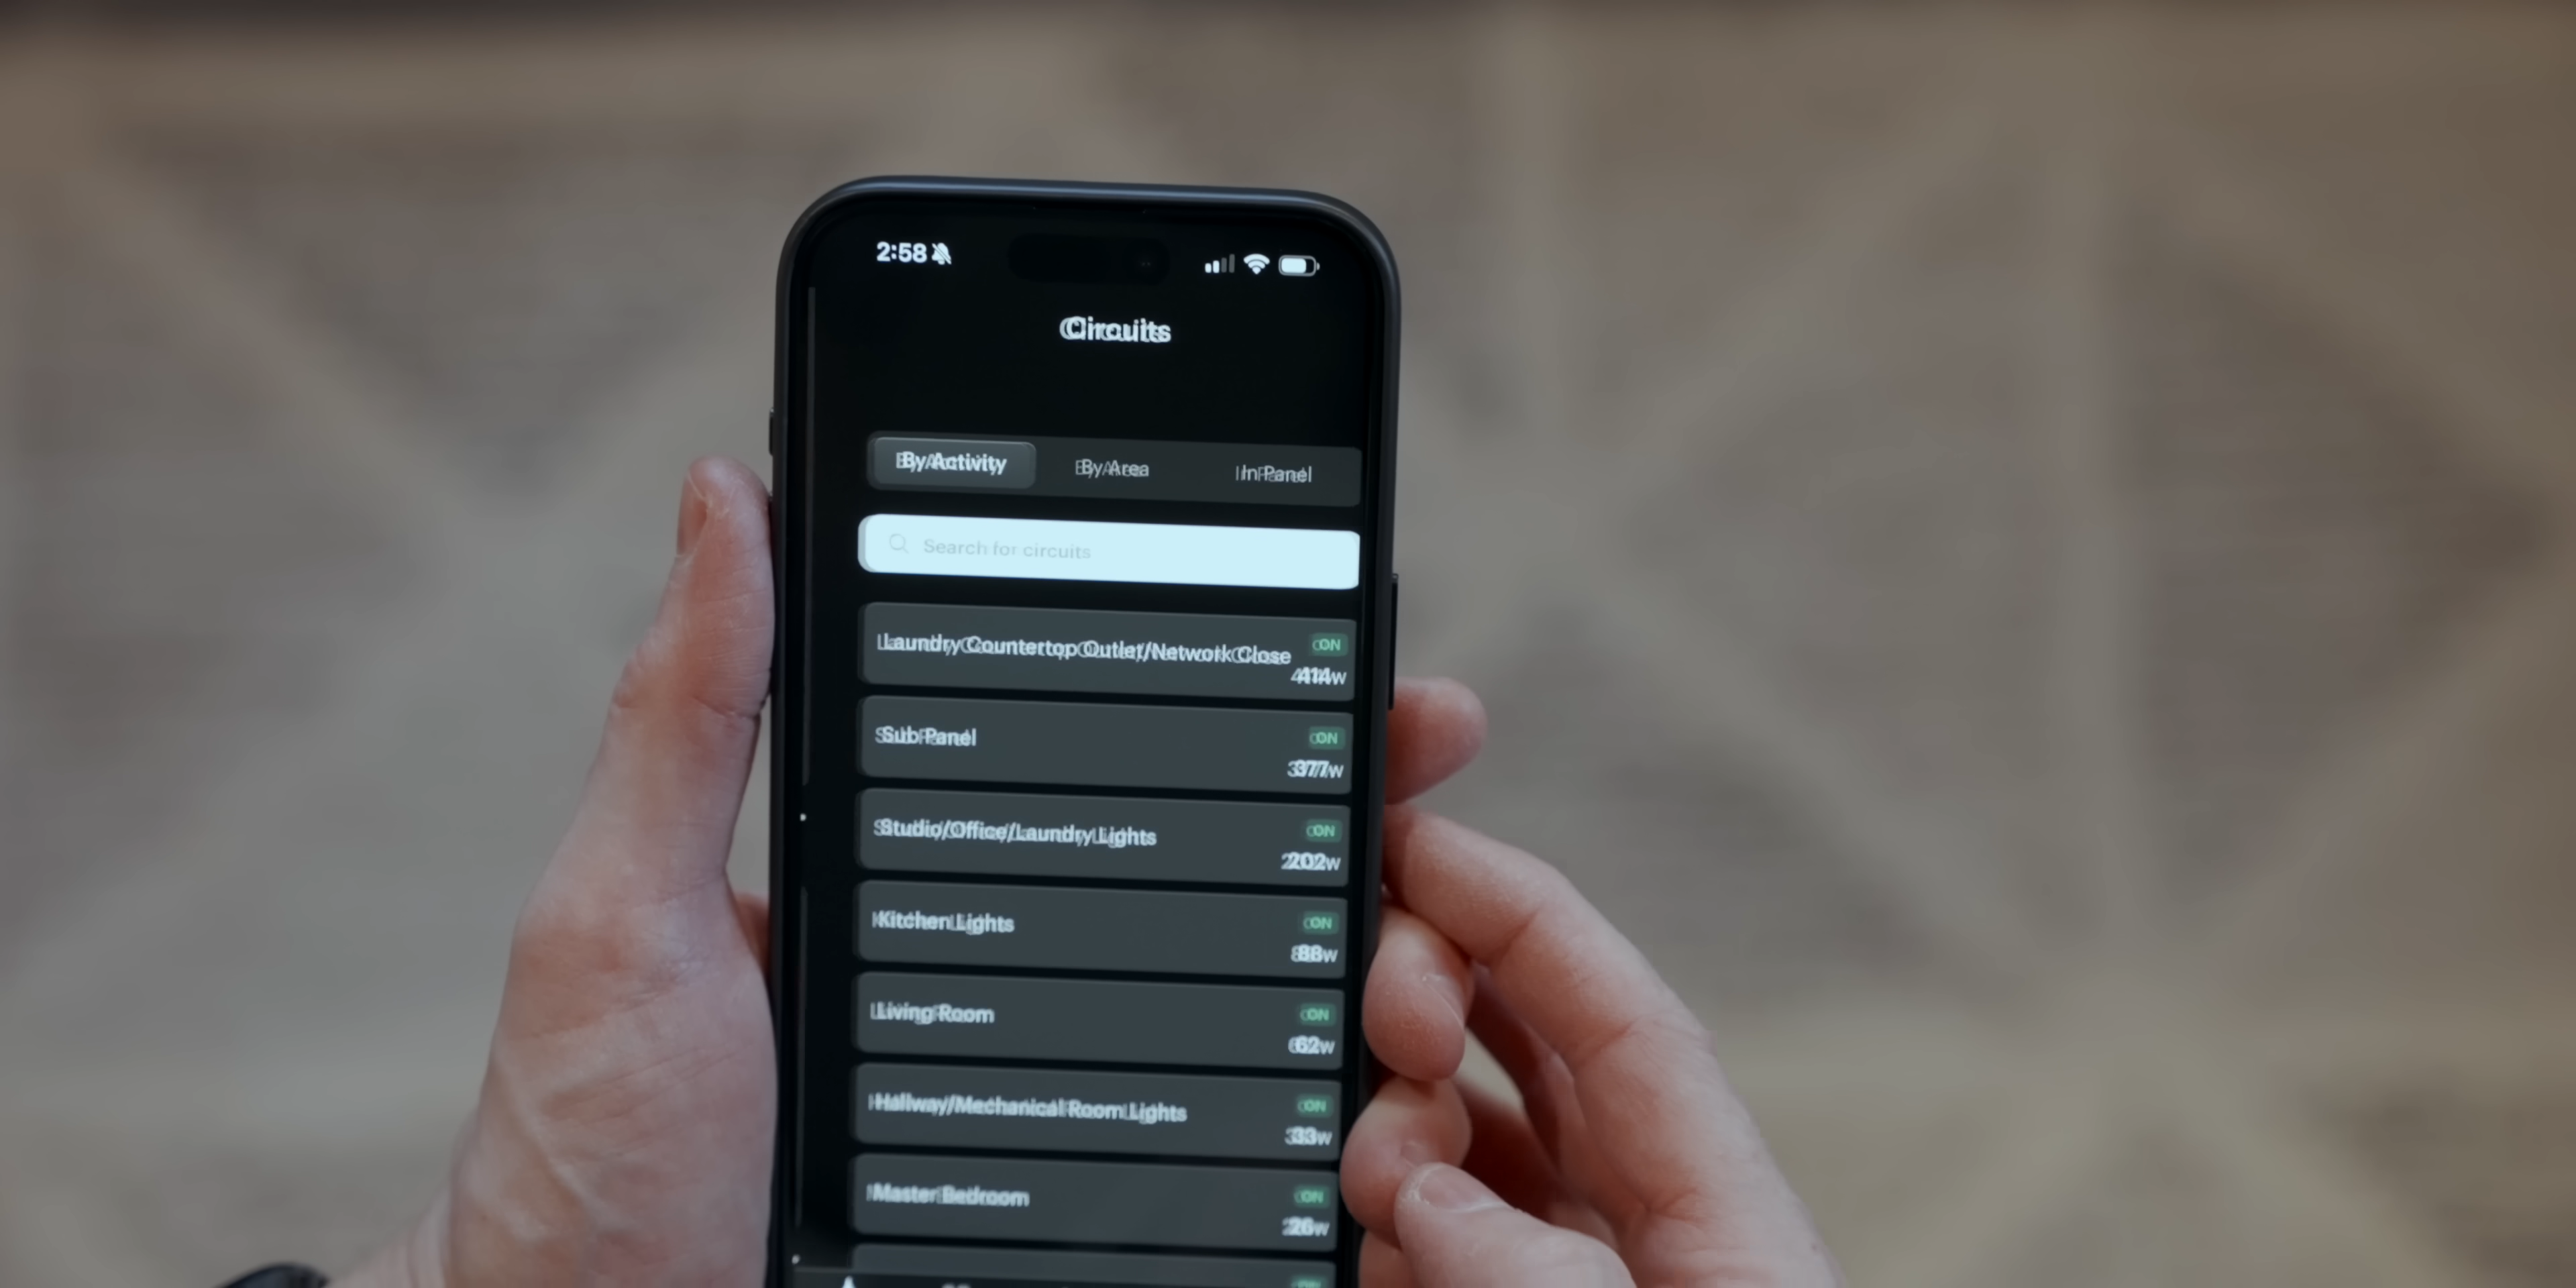 2:58
Circuits
By Activity By Area In Panel
Search for circuits
Laundry Countertop Outlet/Network Close ON
414w
Sub Panel ON
377w
Studio/Office/Laundry Lights ON
202w
Kitchen Lights ON
88w
Living Room ON
62w
Hallway/Mechanical Room Lights ON
33w
Master Bedroom ON
26w
ON